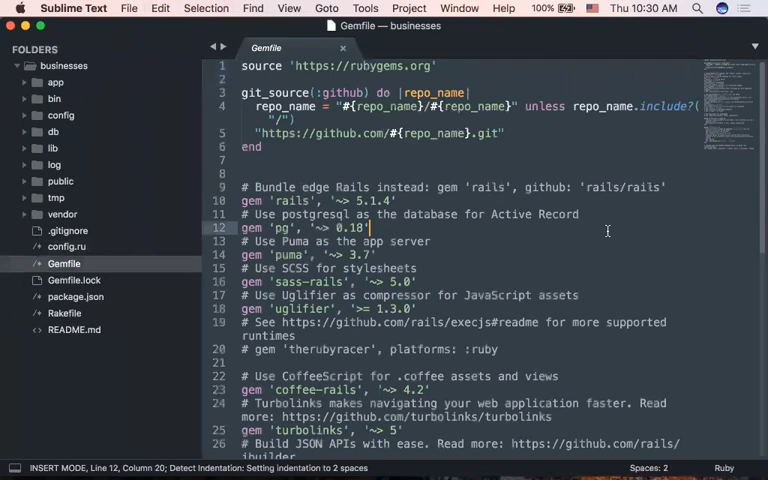 Sublime Text File Edit Selection Find View Goto Tools Project Window Help 100% Thu 10:30 AM
Gemfile — businesses
FOLDERS
businesses
app
bin
config
db
lib
log
public
tmp
vendor
.gitignore
config.ru
Gemfile
Gemfile.lock
package.json
Rakefile
README.md
Gemfile
1 source 'https://rubygems.org'
2
3 git_source(:github) do |repo_name|
4 repo_name = "#{repo_name}/#{repo_name}" unless repo_name.include?(
"/")
5 "https://github.com/#{repo_name}.git"
6 end
7
8
9 # Bundle edge Rails instead: gem 'rails', github: 'rails/rails'
10 gem 'rails', '~> 5.1.4'
11 # Use postgresql as the database for Active Record
12 gem 'pg', '~> 0.18'
13 # Use Puma as the app server
14 gem 'puma', '~> 3.7'
15 # Use SCSS for stylesheets
16 gem 'sass-rails', '~> 5.0'
17 # Use Uglifier as compressor for JavaScript assets
18 gem 'uglifier', '>= 1.3.0'
19 # See https://github.com/rails/execjs#readme for more supported
runtimes
20 # gem 'therubyracer', platforms: :ruby
21
22 # Use CoffeeScript for .coffee assets and views
23 gem 'coffee-rails', '~> 4.2'
24 # Turbolinks makes navigating your web application faster. Read
more: https://github.com/turbolinks/turbolinks
25 gem 'turbolinks', '~> 5'
26 # Build JSON APIs with ease. Read more: https://github.com/rails/
jbuilder
INSERT MODE, Line 12, Column 20; Detect Indentation: Setting indentation to 2 spaces Spaces: 2 Ruby